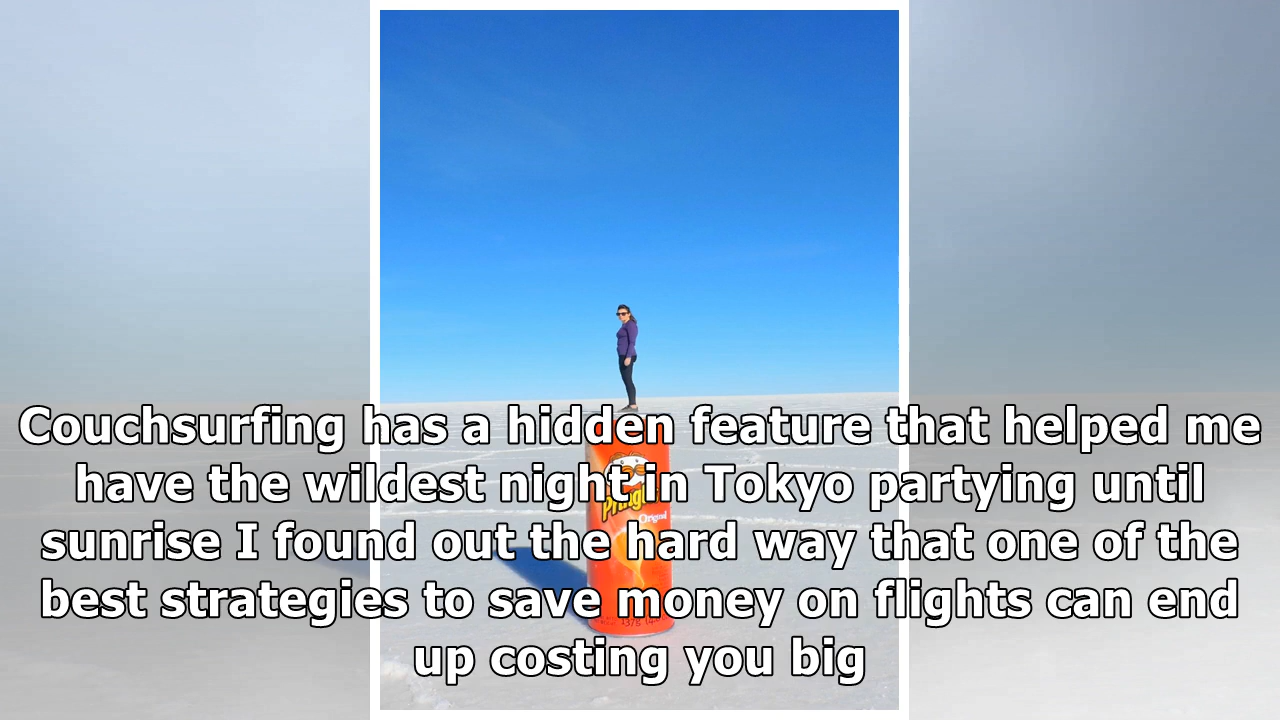 Couchsurfing has a hidden feature that helped me
have the wildest night in Tokyo partying until
sunrise I found out the hard way that one of the
best strategies to save money on flights can end
up costing you big
Original